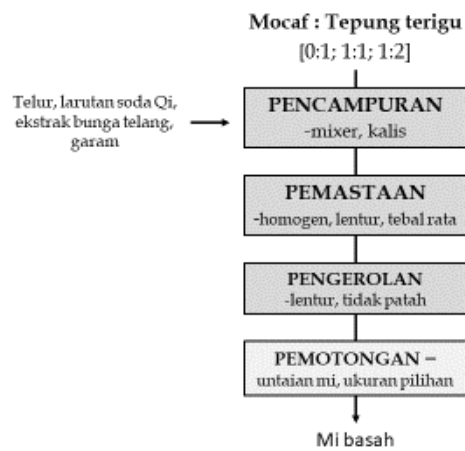 Mocaf : Tepung terigu
[0:1; 1:1; 1:2]
Telur, larutan soda Qi,
ekstrak bunga telang,
garam
PENCAMPURAN
-mixer, kalis
PEMASTAAN
-homogen, lentur, tebal rata
PENGEROLAN
-lentur, tidak patah
PEMOTONGAN –
untaian mi, ukuran pilihan
Mi basah